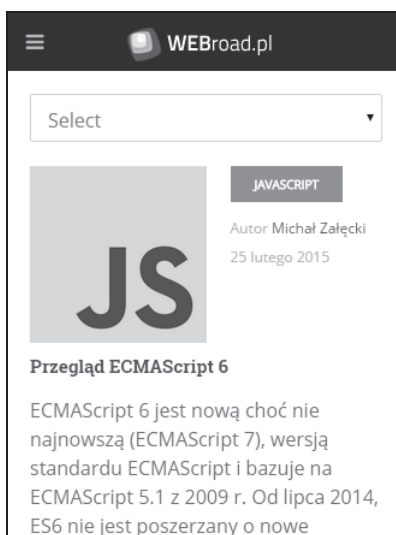 WEBroad.pl
Select
JS
JAVASCRIPT
Autor Michał Załęcki
25 lutego 2015
Przegląd ECMAScript 6
ECMAScript 6 jest nową choć nie
najnowszą (ECMAScript 7), wersją
standardu ECMAScript i bazuje na
ECMAScript 5.1 z 2009 r. Od lipca 2014,
ES6 nie jest poszerzany o nowe